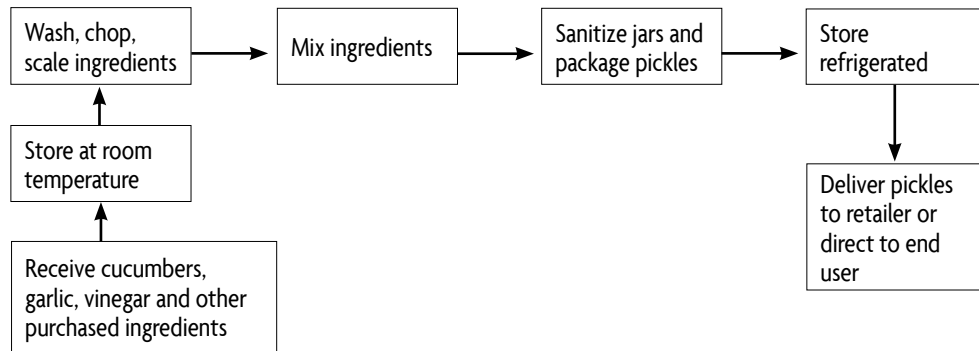 Wash, chop,
scale ingredients
Mix ingredients
Sanitize jars and
package pickles
Store
refrigerated
Store at room
temperature
Deliver pickles
to retailer or
direct to end
user
Receive cucumbers,
garlic, vinegar and other
purchased ingredients